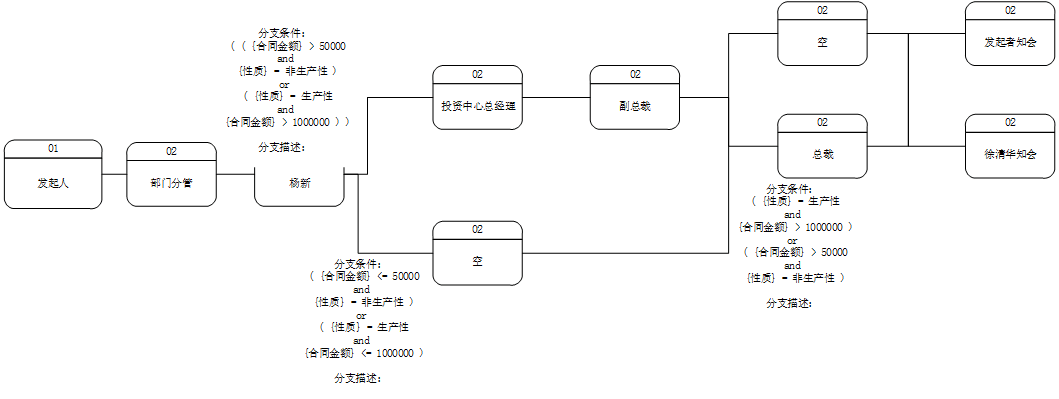 01
发起人
02
部门分管
分支条件：
( ( {合同金额} > 50000
and
{性质} = 非生产性 )
or
( {性质} = 生产性
and
{合同金额} > 1000000 ) )
分支描述：
杨新
02
投资中心总经理
02
副总裁
02
空
分支条件：
( {合同金额} <= 50000
and
{性质} = 非生产性 )
or
( {性质} = 生产性
and
{合同金额} <= 1000000 )
分支描述：
02
空
02
总裁
分支条件：
( {性质} = 生产性
and
{合同金额} > 1000000 )
or
( {合同金额} > 50000
and
{性质} = 非生产性 )
分支描述：
02
发起者知会
02
徐清华知会